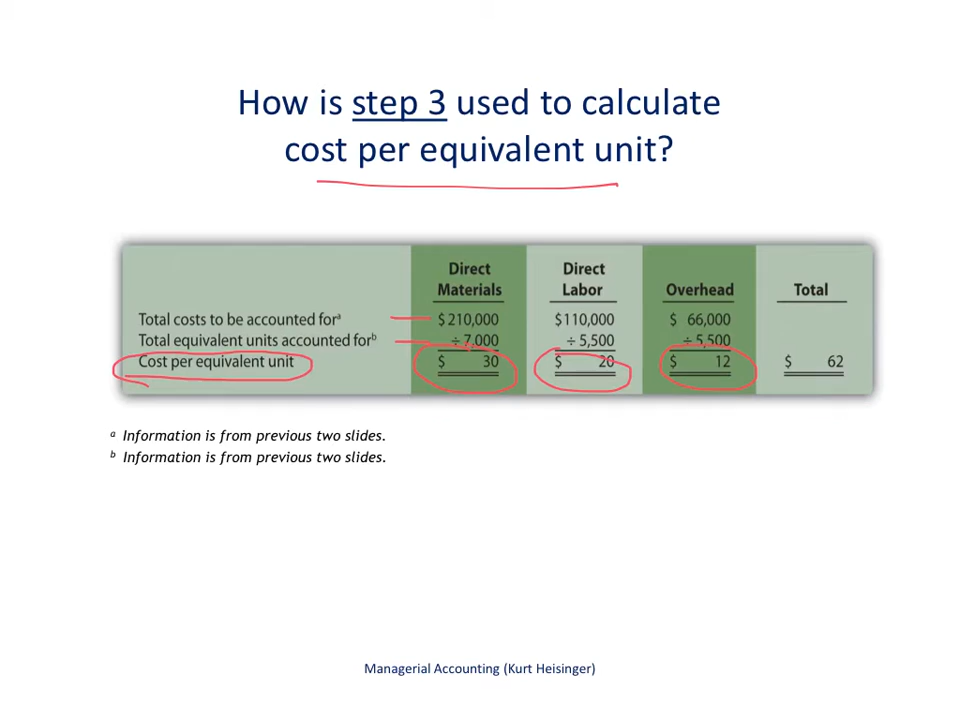 How is step 3 used to calculate
cost per equivalent unit?
Direct Materials Direct Labor Overhead Total
Total costs to be accounted forᵃ $210,000 $110,000 $ 66,000
Total equivalent units accounted forᵇ ÷ 7,000 ÷ 5,500 ÷ 5,500
Cost per equivalent unit $ 30 $ 20 $ 12 $ 62
ᵃ Information is from previous two slides.
ᵇ Information is from previous two slides.
Managerial Accounting (Kurt Heisinger)